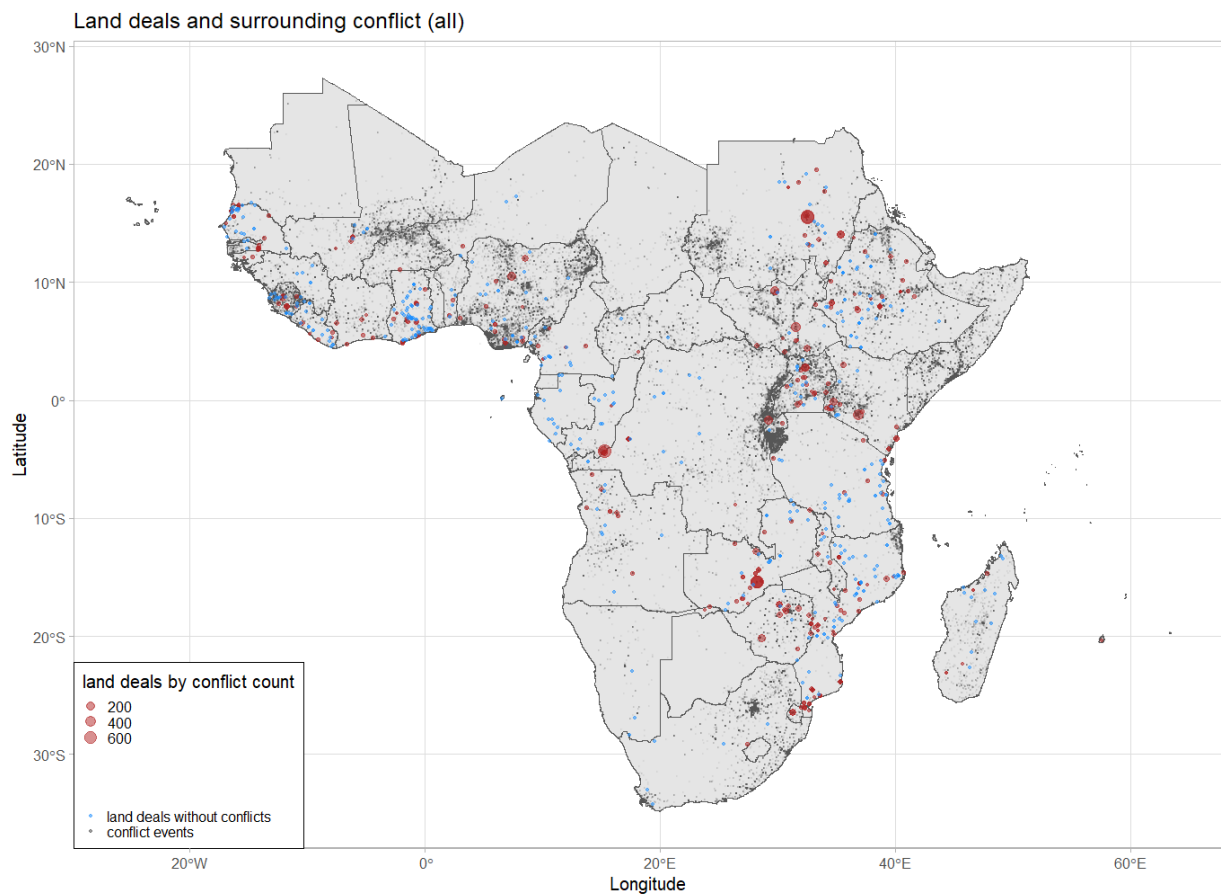 Land deals and surrounding conflict (all)
30°N
20°N
10°N
0°
10°S
20°S
30°S
Latitude
land deals by conflict count
200
400
600
land deals without conflicts
conflict events
20°W
0°
20°E
40°E
60°E
Longitude